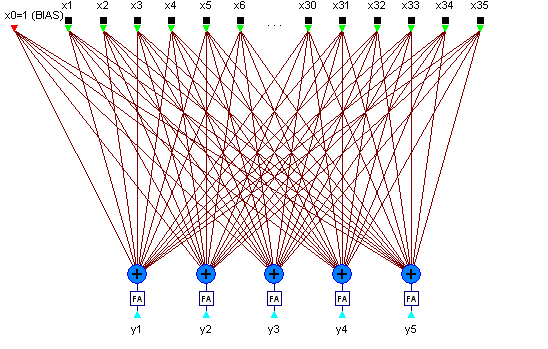 x0=1 (BIAS) x1 x2 x3 x4 x5 x6 ... x30 x31 x32 x33 x34 x35
+ + + + +
FA FA FA FA FA
y1 y2 y3 y4 y5